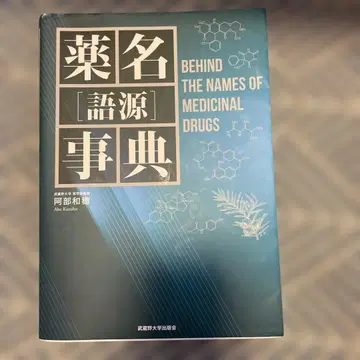 薬名
[語源]
事典
BEHIND
THE NAMES OF
MEDICINAL
DRUGS
阿部和穂
Abe Kazuho
武蔵野大学出版会